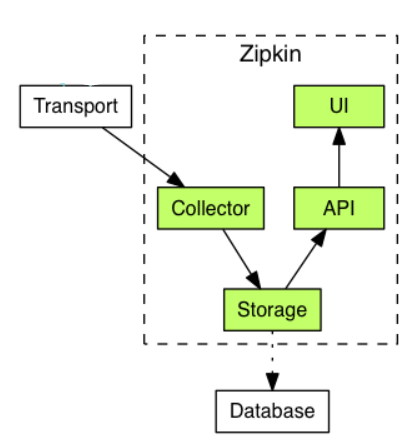 Zipkin
Transport
UI
Collector
API
Storage
Database